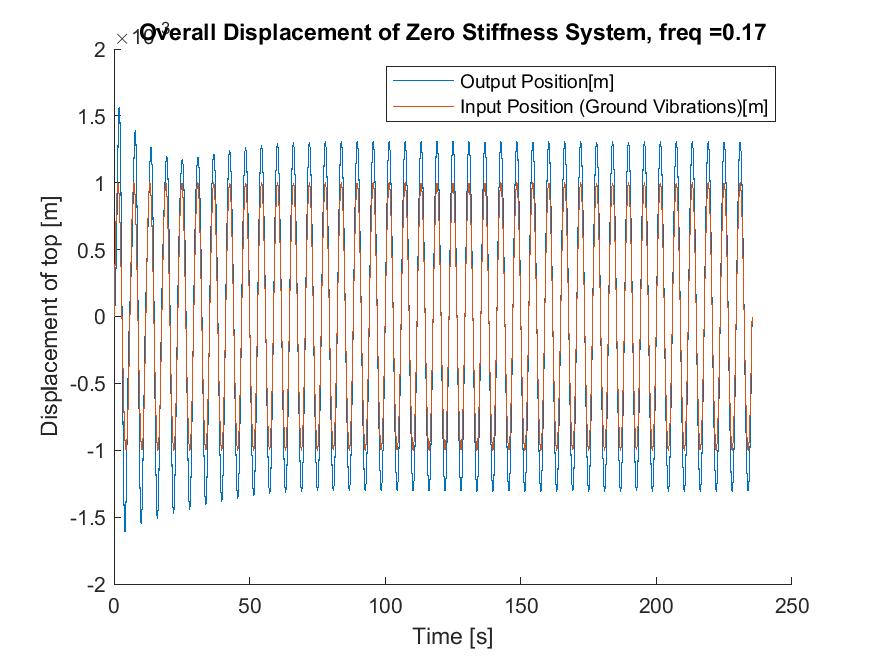 ×10⁻³
Overall Displacement of Zero Stiffness System, freq =0.17
Output Position[m]
Input Position (Ground Vibrations)[m]
2
1.5
1
0.5
0
-0.5
-1
-1.5
-2
Displacement of top [m]
0 50 100 150 200 250
Time [s]